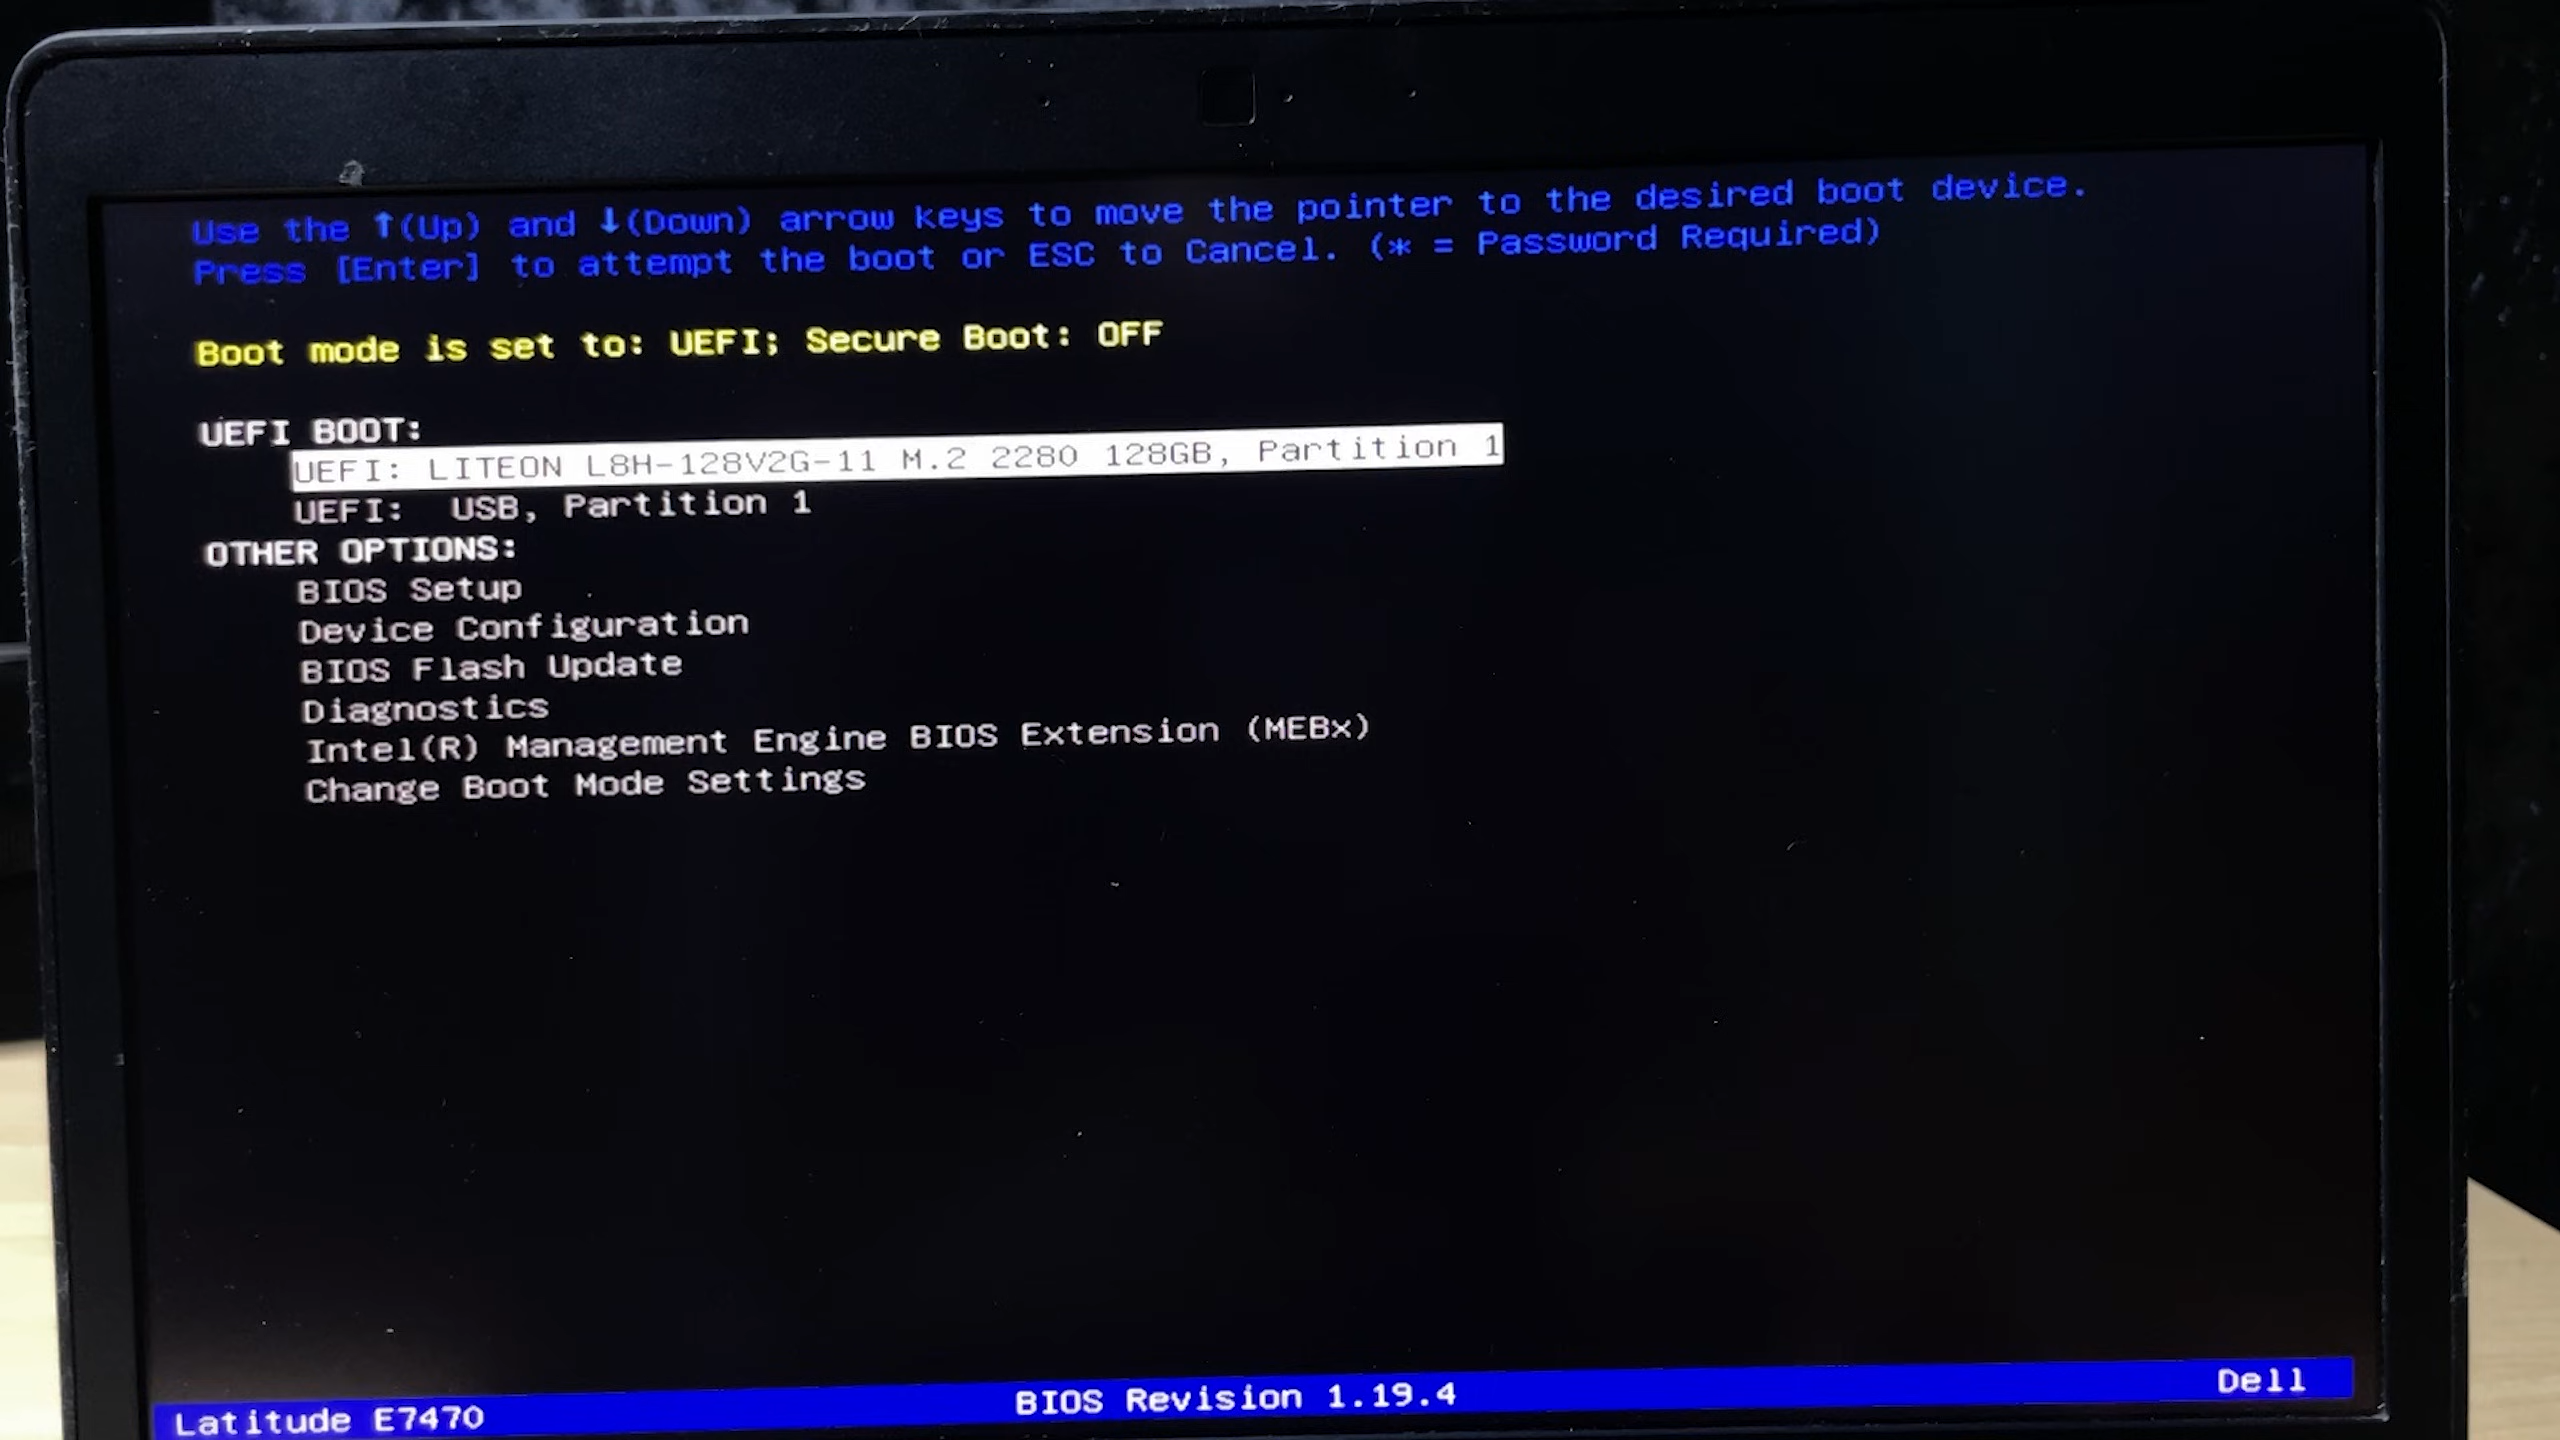 Use the ↑(Up) and ↓(Down) arrow keys to move the pointer to the desired boot device.
Press [Enter] to attempt the boot or ESC to Cancel. (* = Password Required)
Boot mode is set to: UEFI; Secure Boot: OFF
UEFI BOOT:
UEFI: LITEON L8H-128V2G-11 M.2 2280 128GB, Partition 1
UEFI:  USB, Partition 1
OTHER OPTIONS:
BIOS Setup
Device Configuration
BIOS Flash Update
Diagnostics
Intel(R) Management Engine BIOS Extension (MEBx)
Change Boot Mode Settings
Latitude E7470 BIOS Revision 1.19.4 Dell